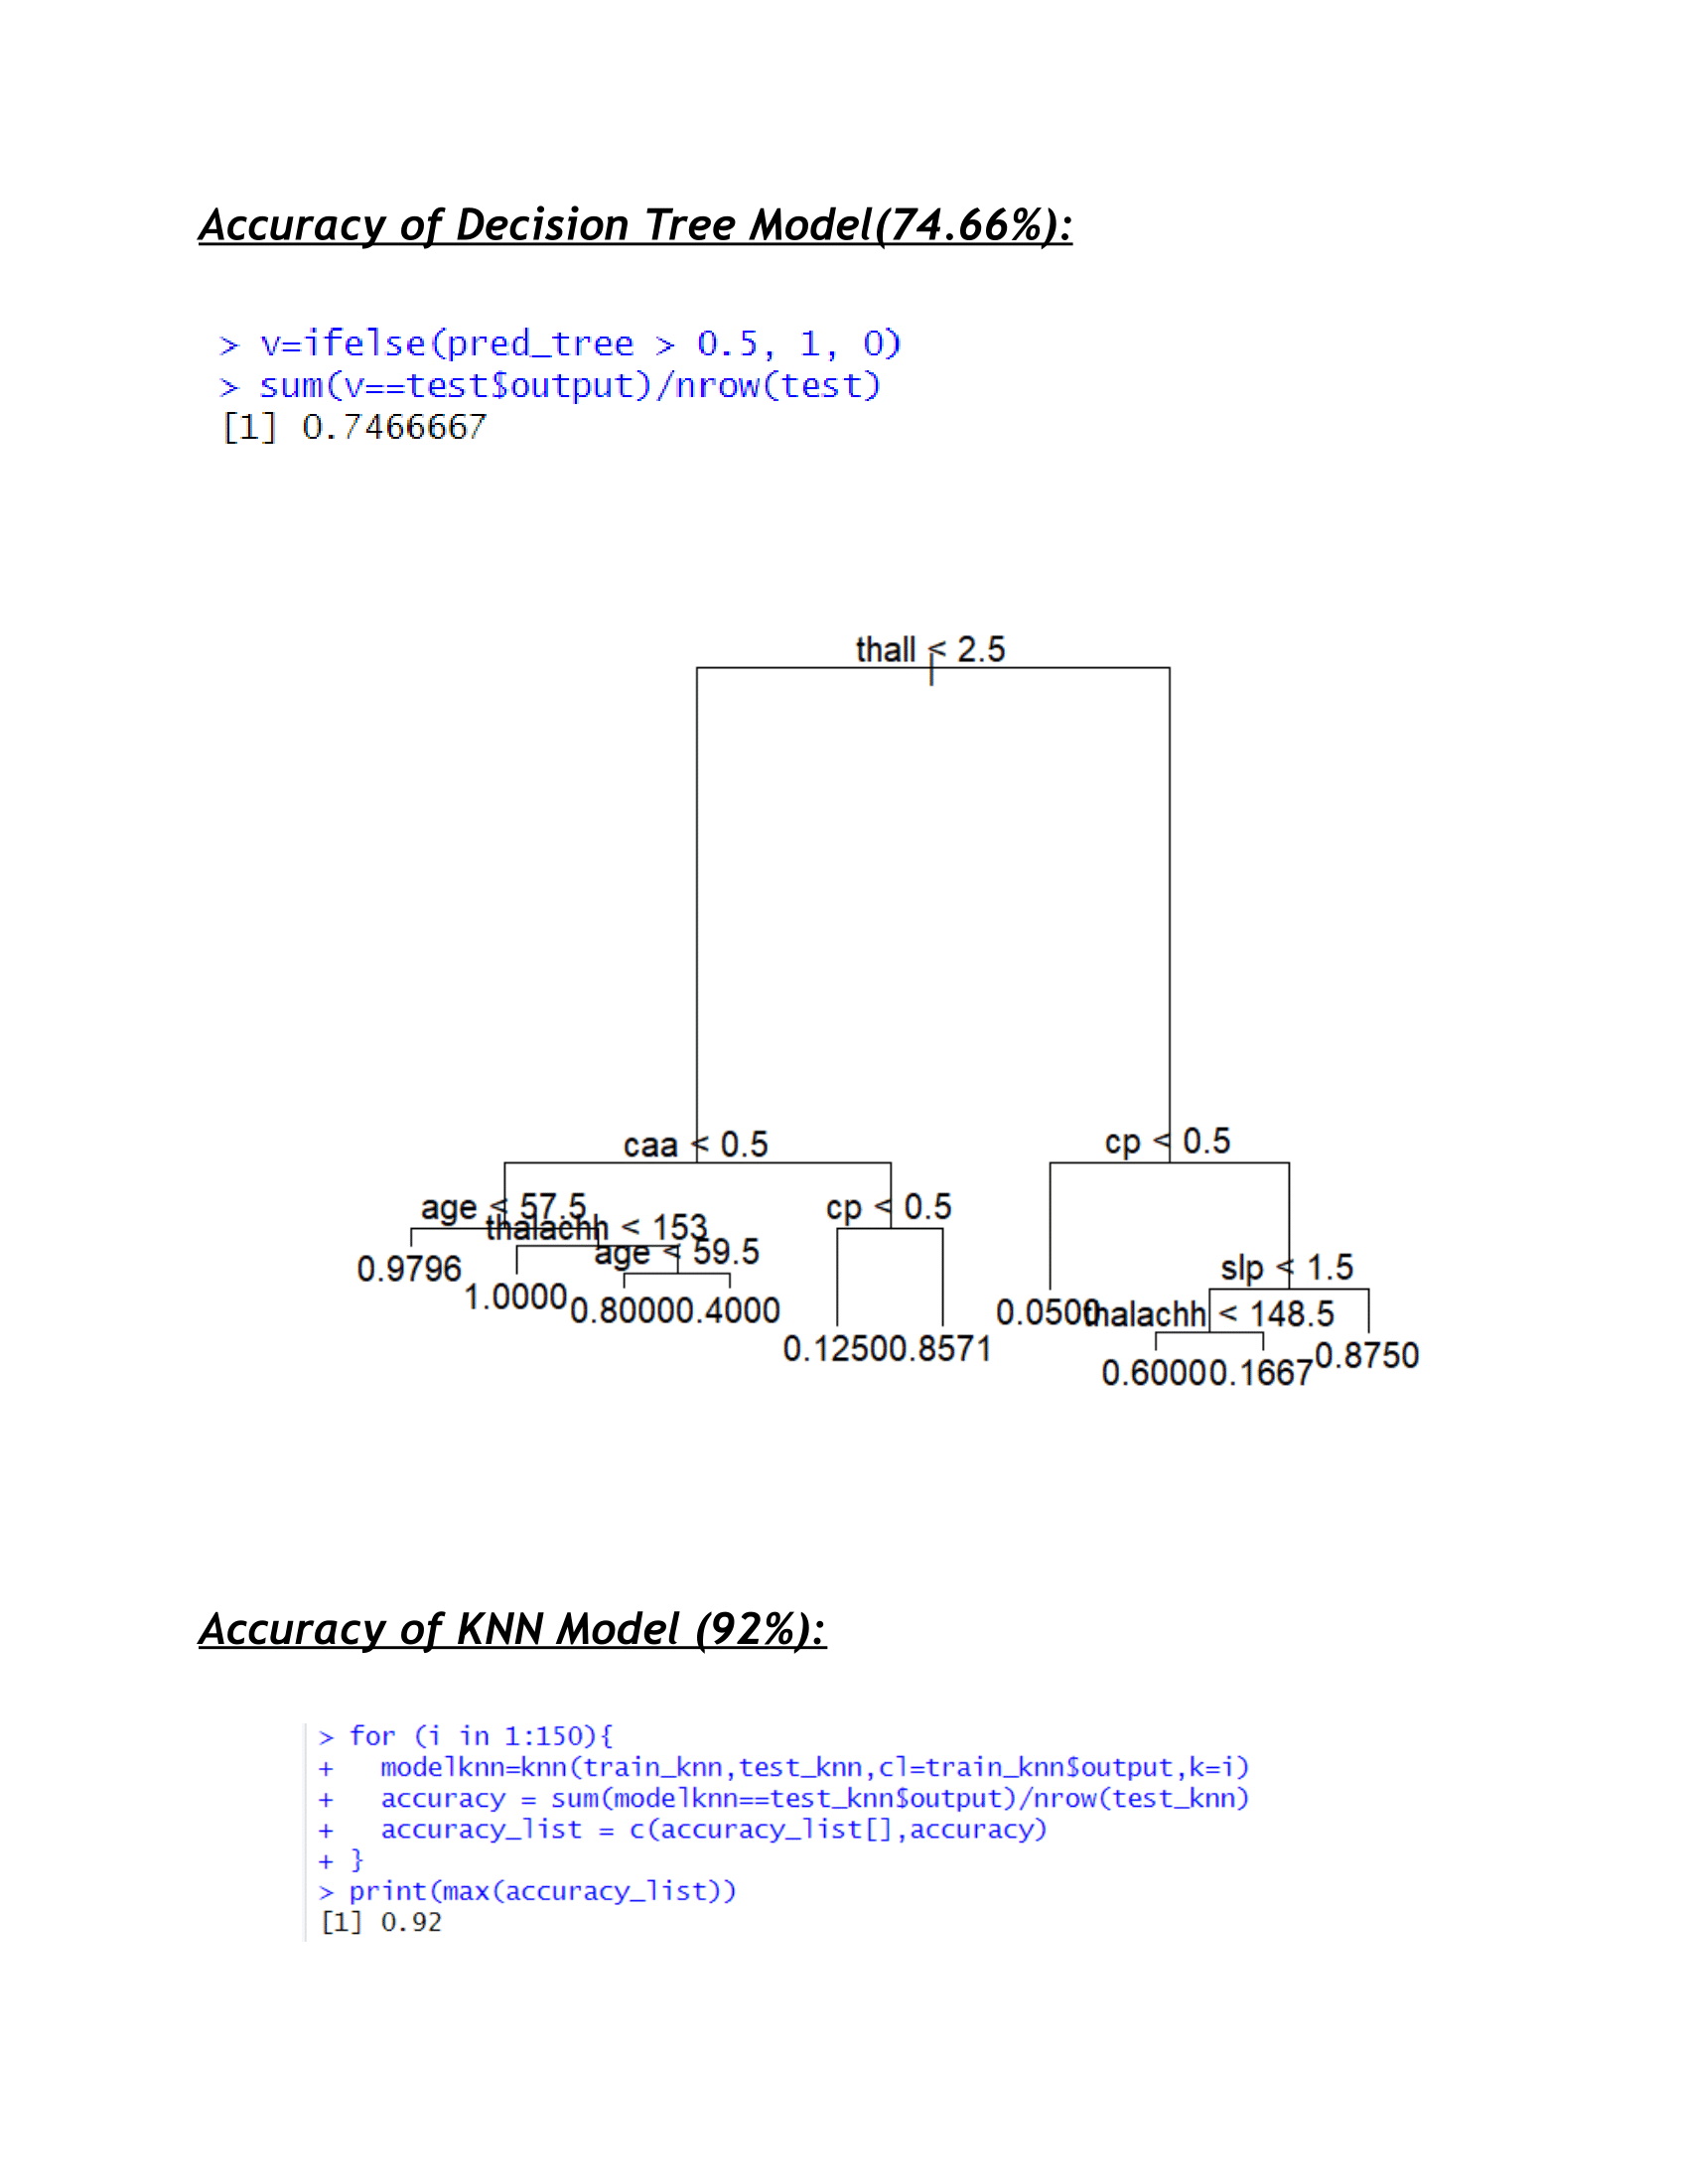 Accuracy of Decision Tree Model(74.66%):
> v=ifelse(pred_tree > 0.5, 1, 0)
> sum(v==test$output)/nrow(test)
[1] 0.7466667
thall < 2.5
caa < 0.5
cp < 0.5
age < 57.5
cp < 0.5
thalachh < 153
age < 59.5
slp < 1.5
0.9796
1.0000
0.8000
0.4000
0.0500
thalachh < 148.5
0.1250
0.8571
0.8750
0.6000
0.1667
Accuracy of KNN Model (92%):
> for (i in 1:150){
+   modelknn=knn(train_knn,test_knn,cl=train_knn$output,k=i)
+   accuracy = sum(modelknn==test_knn$output)/nrow(test_knn)
+   accuracy_list = c(accuracy_list[],accuracy)
+ }
> print(max(accuracy_list))
[1] 0.92